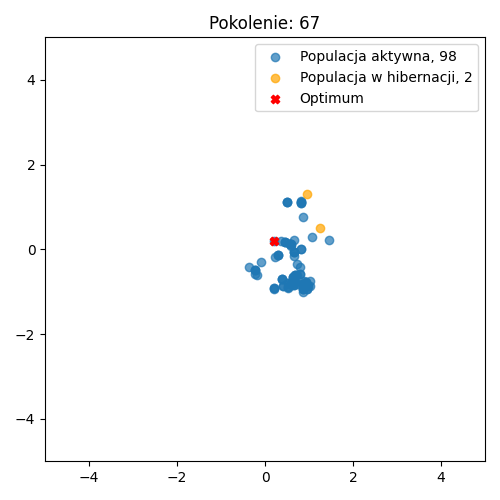 Pokolenie: 67
Populacja aktywna, 98
Populacja w hibernacji, 2
Optimum
4
2
0
−2
−4
−4 −2 0 2 4